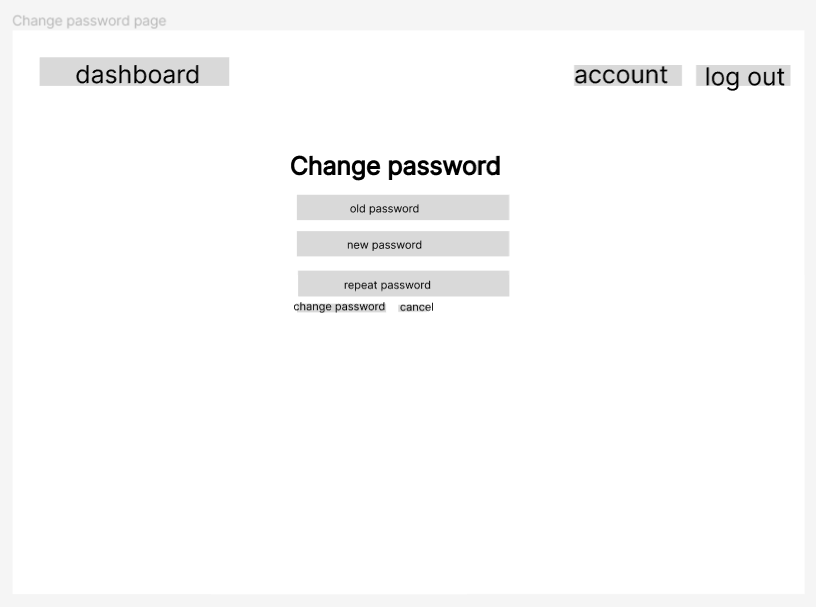 Change password page
dashboard
account
log out
Change password
old password
new password
repeat password
change password
cancel